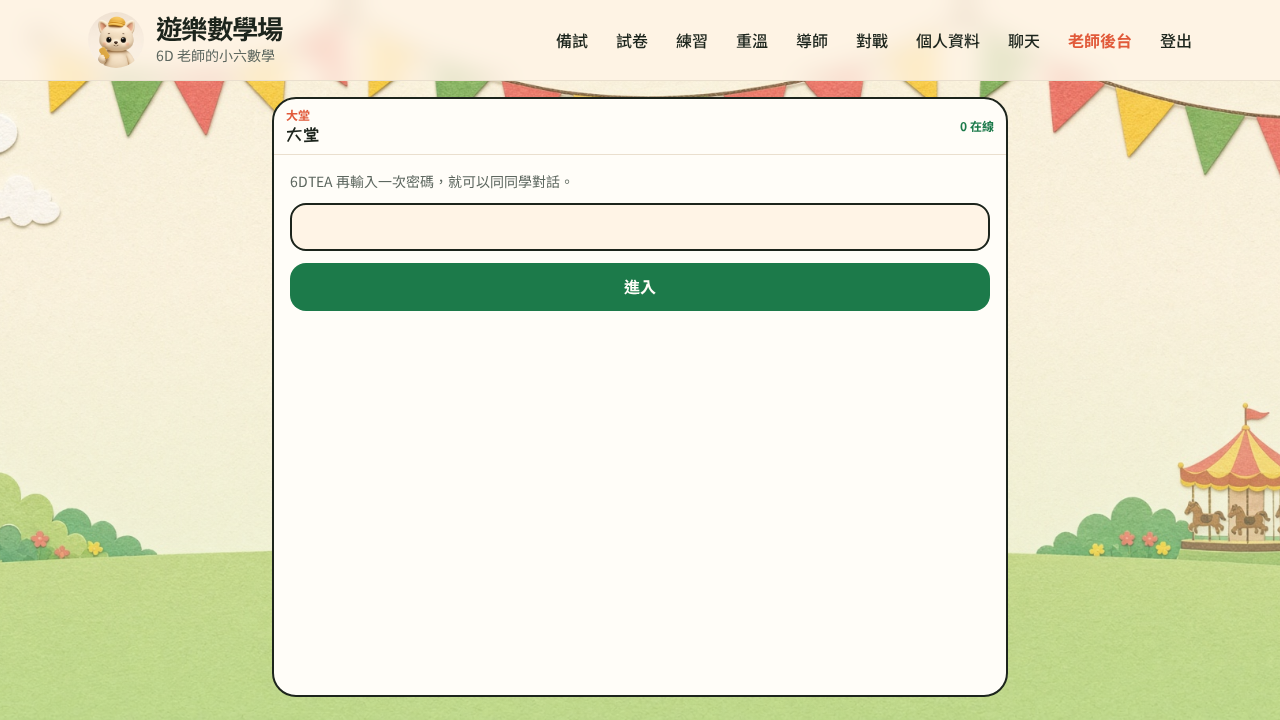 遊樂數學場
6D 老師的小六數學
備試 試卷 練習 重溫 導師 對戰 個人資料 聊天 老師後台 登出
大堂
大堂
0 在線
6DTEA 再輸入一次密碼，就可以同同學對話。
進入